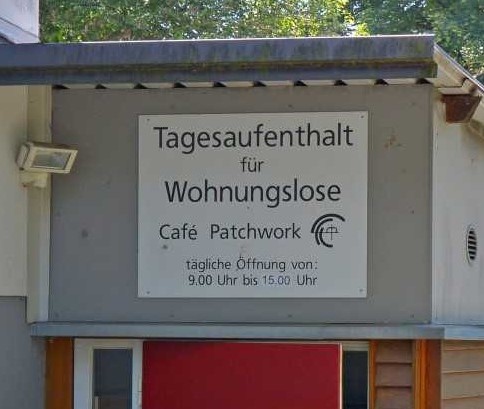 Tagesaufenthalt
für
Wohnungslose
Café Patchwork
tägliche Öffnung von:
9.00 Uhr bis 15.00 Uhr